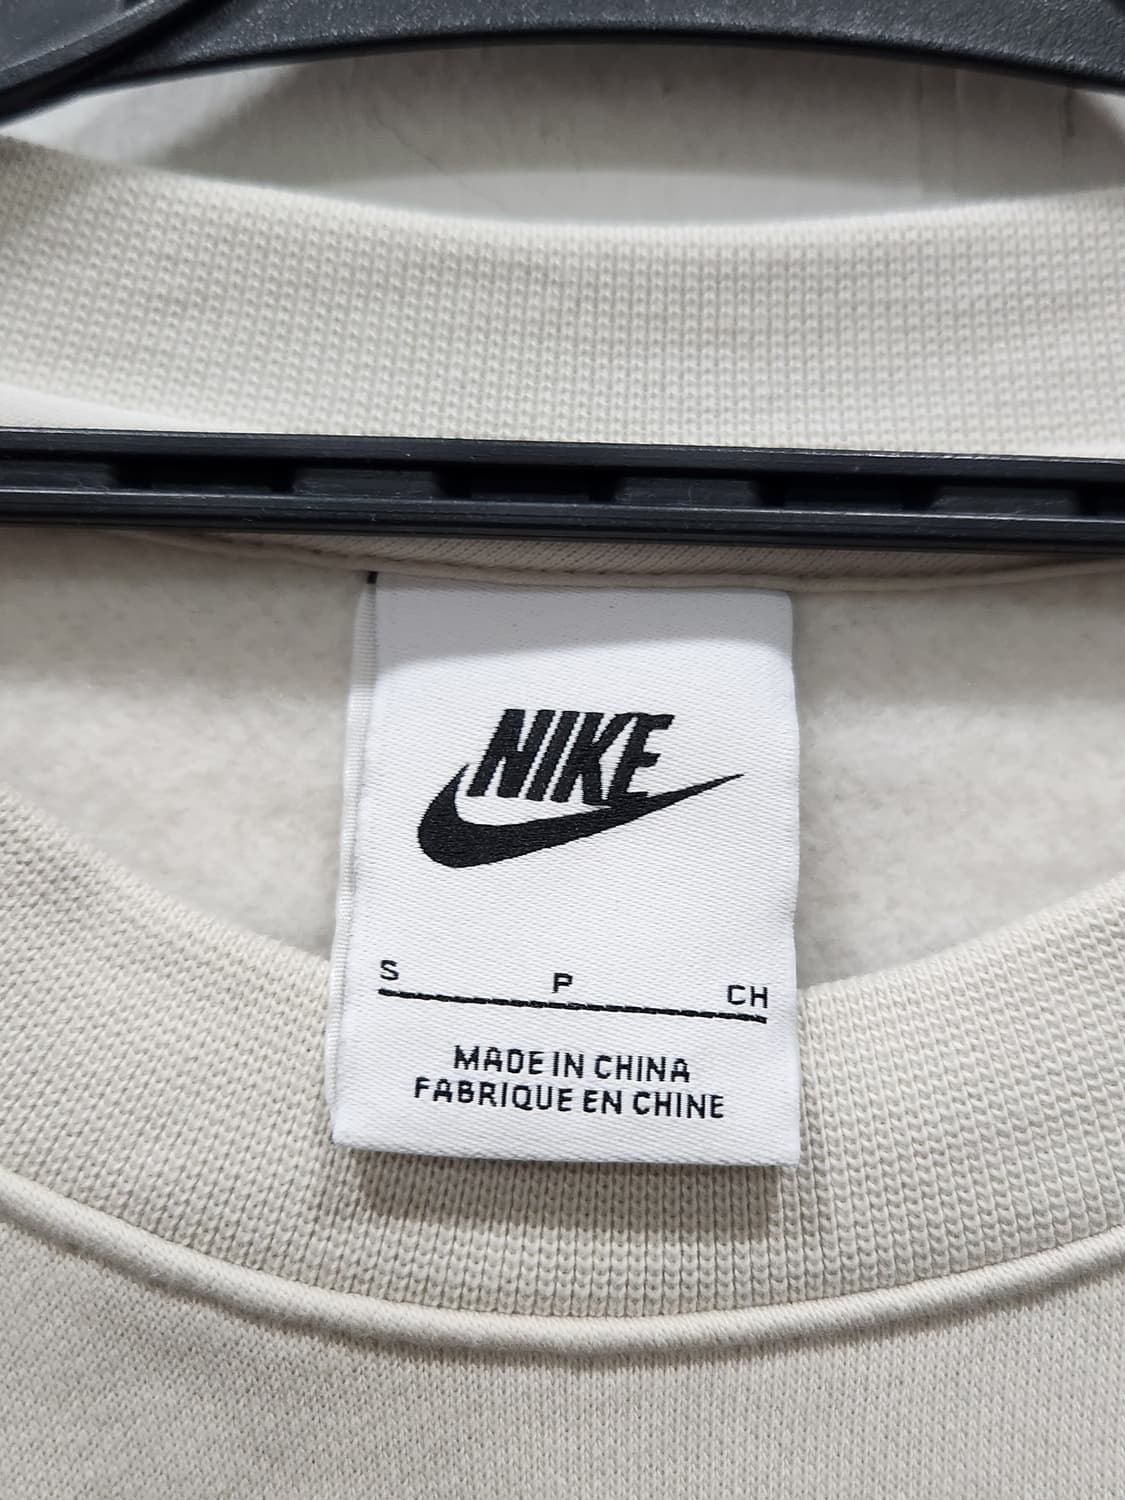 NIKE
S P CH
MADE IN CHINA
FABRIQUE EN CHINE